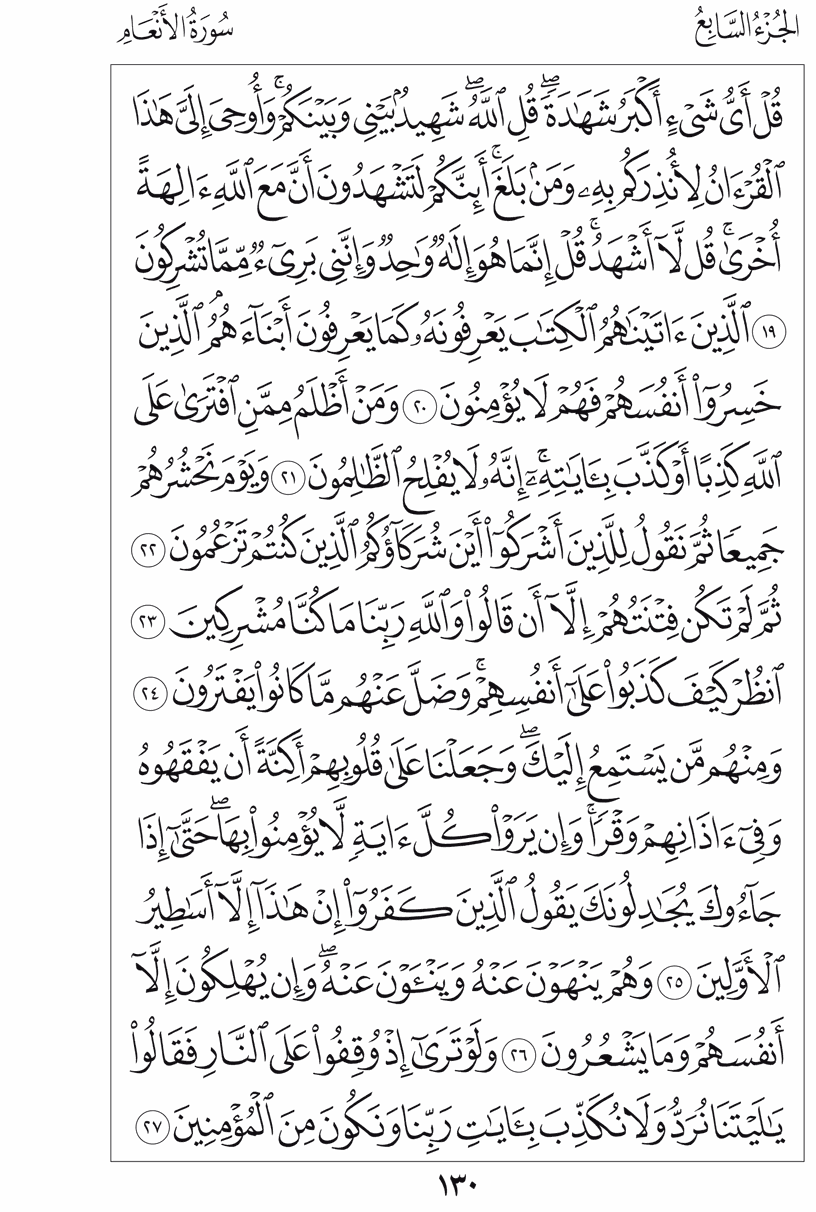 الجُزْءُ السَّابِعُ
سُورَةُ الأَنْعَامِ
قُلۡ أَيُّ شَيۡءٍ أَكۡبَرُ شَهَٰدَةٗۖ قُلِ ٱللَّهُۖ شَهِيدُۢ بَيۡنِي وَبَيۡنَكُمۡۚ وَأُوحِيَ إِلَيَّ هَٰذَا
ٱلۡقُرۡءَانُ لِأُنذِرَكُم بِهِۦ وَمَنۢ بَلَغَۚ أَئِنَّكُمۡ لَتَشۡهَدُونَ أَنَّ مَعَ ٱللَّهِ ءَالِهَةً
أُخۡرَىٰۚ قُل لَّآ أَشۡهَدُۚ قُلۡ إِنَّمَا هُوَ إِلَٰهٞ وَٰحِدٞ وَإِنَّنِي بَرِيٓءٞ مِّمَّا تُشۡرِكُونَ
١٩ ٱلَّذِينَ ءَاتَيۡنَٰهُمُ ٱلۡكِتَٰبَ يَعۡرِفُونَهُۥ كَمَا يَعۡرِفُونَ أَبۡنَآءَهُمُۘ ٱلَّذِينَ
خَسِرُوٓاْ أَنفُسَهُمۡ فَهُمۡ لَا يُؤۡمِنُونَ ٢٠ وَمَنۡ أَظۡلَمُ مِمَّنِ ٱفۡتَرَىٰ عَلَى
ٱللَّهِ كَذِبًا أَوۡ كَذَّبَ بِـَٔايَٰتِهِۦٓۚ إِنَّهُۥ لَا يُفۡلِحُ ٱلظَّٰلِمُونَ ٢١ وَيَوۡمَ نَحۡشُرُهُمۡ
جَمِيعٗا ثُمَّ نَقُولُ لِلَّذِينَ أَشۡرَكُوٓاْ أَيۡنَ شُرَكَآؤُكُمُ ٱلَّذِينَ كُنتُمۡ تَزۡعُمُونَ ٢٢
ثُمَّ لَمۡ تَكُن فِتۡنَتُهُمۡ إِلَّآ أَن قَالُواْ وَٱللَّهِ رَبِّنَا مَا كُنَّا مُشۡرِكِينَ ٢٣
ٱنظُرۡ كَيۡفَ كَذَبُواْ عَلَىٰٓ أَنفُسِهِمۡۚ وَضَلَّ عَنۡهُم مَّا كَانُواْ يَفۡتَرُونَ ٢٤
وَمِنۡهُم مَّن يَسۡتَمِعُ إِلَيۡكَۖ وَجَعَلۡنَا عَلَىٰ قُلُوبِهِمۡ أَكِنَّةً أَن يَفۡقَهُوهُ
وَفِيٓ ءَاذَانِهِمۡ وَقۡرٗاۚ وَإِن يَرَوۡاْ كُلَّ ءَايَةٖ لَّا يُؤۡمِنُواْ بِهَاۖ حَتَّىٰٓ إِذَا
جَآءُوكَ يُجَٰدِلُونَكَ يَقُولُ ٱلَّذِينَ كَفَرُوٓاْ إِنۡ هَٰذَآ إِلَّآ أَسَٰطِيرُ
ٱلۡأَوَّلِينَ ٢٥ وَهُمۡ يَنۡهَوۡنَ عَنۡهُ وَيَنۡـَٔوۡنَ عَنۡهُۖ وَإِن يُهۡلِكُونَ إِلَّآ
أَنفُسَهُمۡ وَمَا يَشۡعُرُونَ ٢٦ وَلَوۡ تَرَىٰٓ إِذۡ وُقِفُواْ عَلَى ٱلنَّارِ فَقَالُواْ
يَٰلَيۡتَنَا نُرَدُّ وَلَا نُكَذِّبَ بِـَٔايَٰتِ رَبِّنَا وَنَكُونَ مِنَ ٱلۡمُؤۡمِنِينَ ٢٧
١٣٠